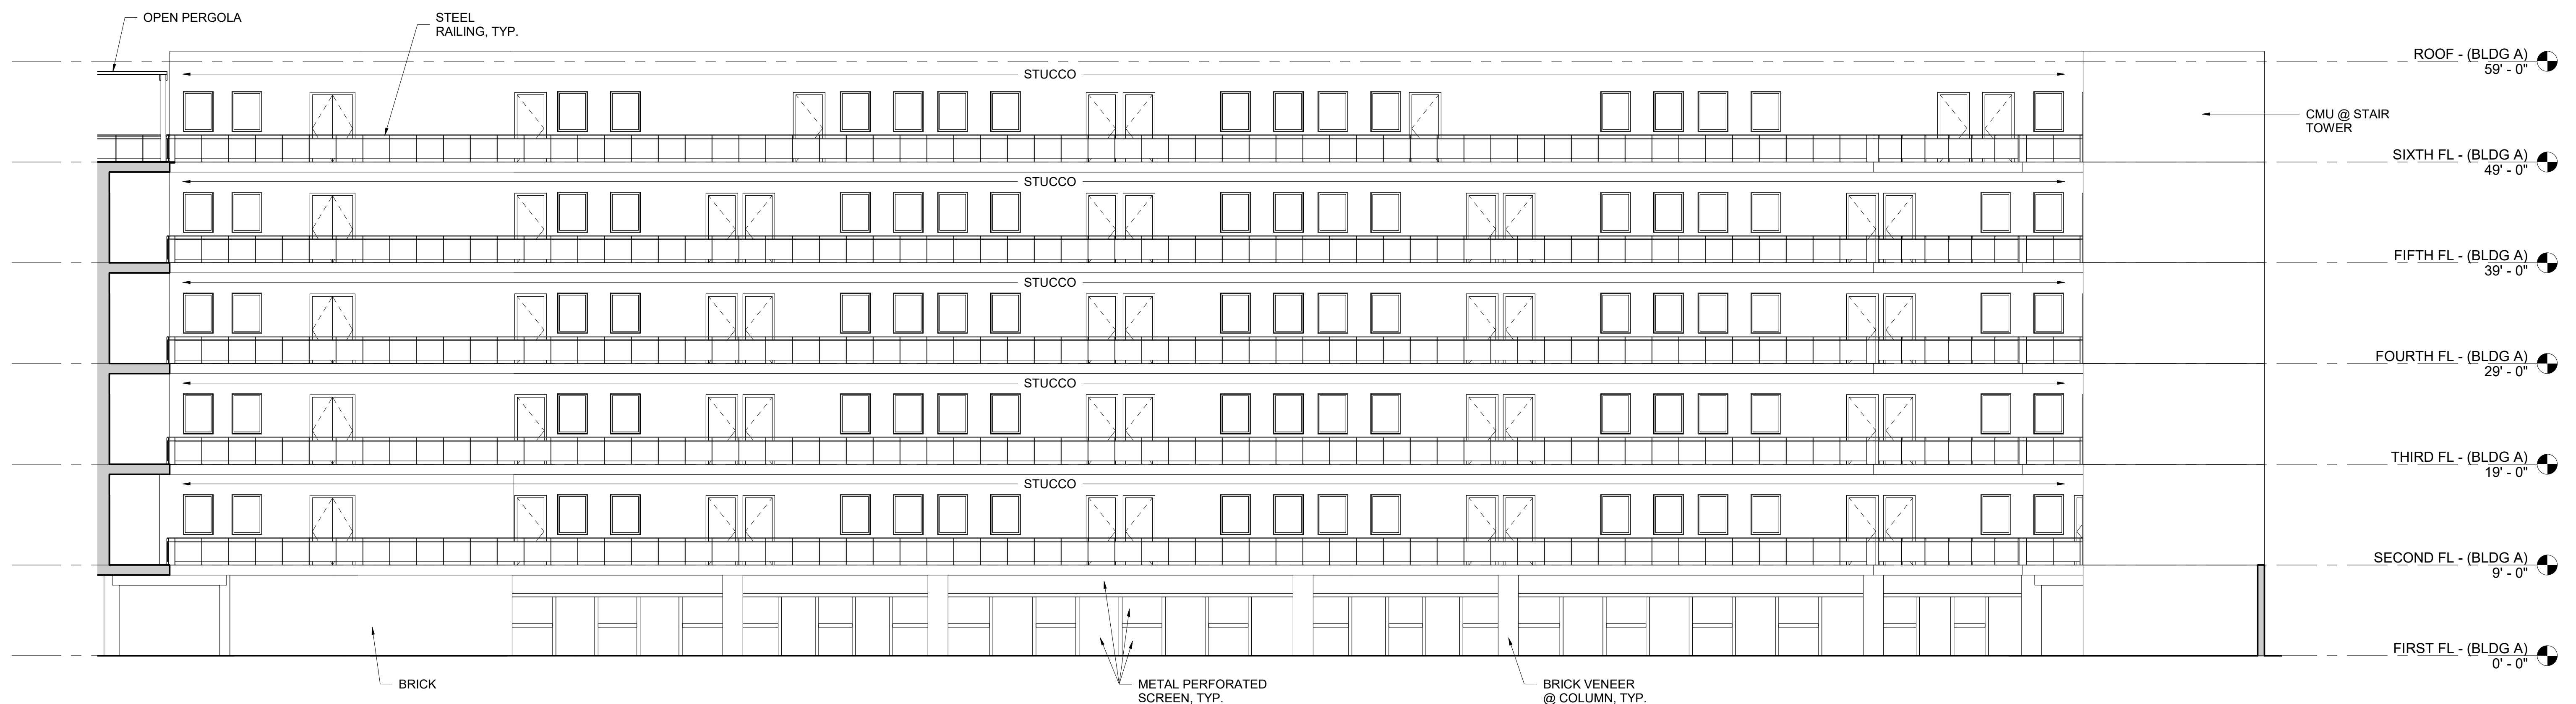 OPEN PERGOLA
STEEL
RAILING, TYP.
ROOF - (BLDG A)
59' - 0"
STUCCO
CMU @ STAIR
TOWER
SIXTH FL - (BLDG A)
49' - 0"
STUCCO
FIFTH FL - (BLDG A)
39' - 0"
STUCCO
FOURTH FL - (BLDG A)
29' - 0"
STUCCO
THIRD FL - (BLDG A)
19' - 0"
STUCCO
SECOND FL - (BLDG A)
9' - 0"
FIRST FL - (BLDG A)
0' - 0"
BRICK
METAL PERFORATED
SCREEN, TYP.
BRICK VENEER
@ COLUMN, TYP.